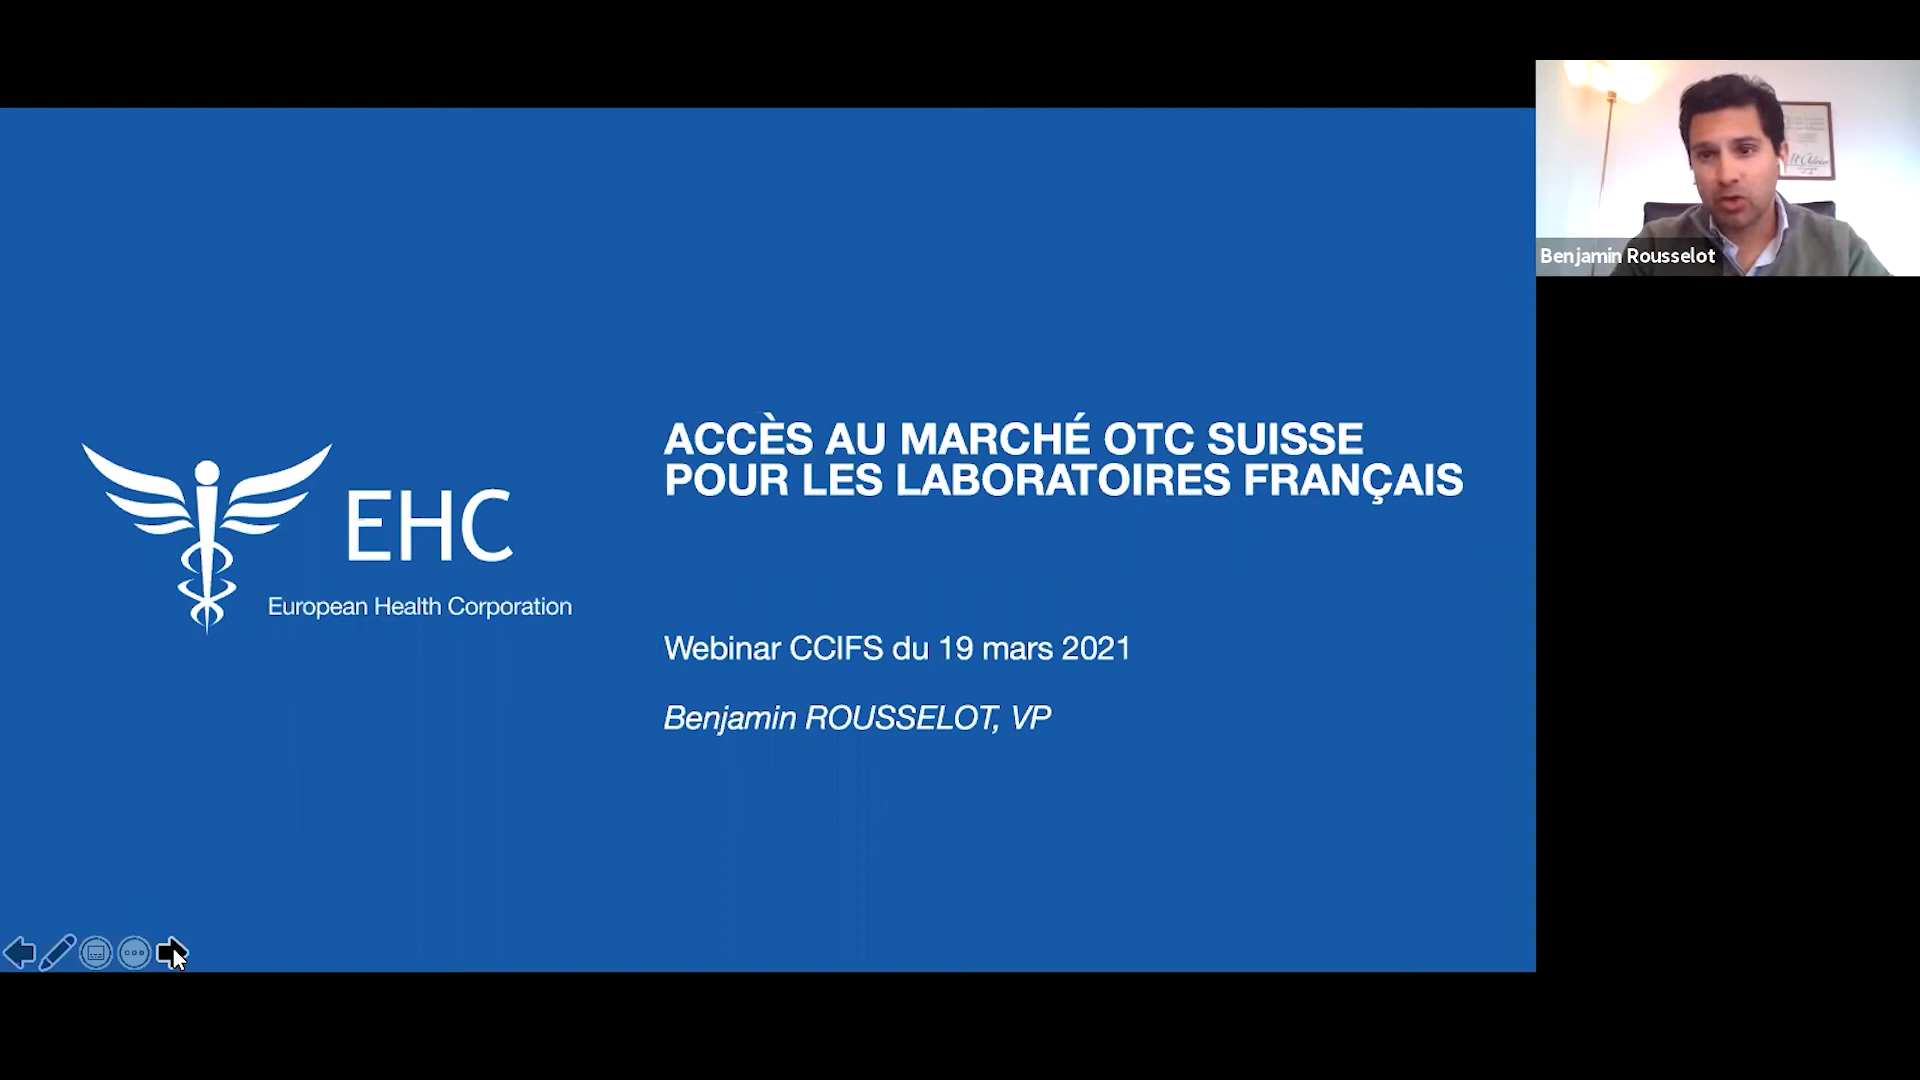 Benjamin Rousselot
ACCÈS AU MARCHÉ OTC SUISSE
POUR LES LABORATOIRES FRANÇAIS
EHC
European Health Corporation
Webinar CCIFS du 19 mars 2021
Benjamin ROUSSELOT, VP